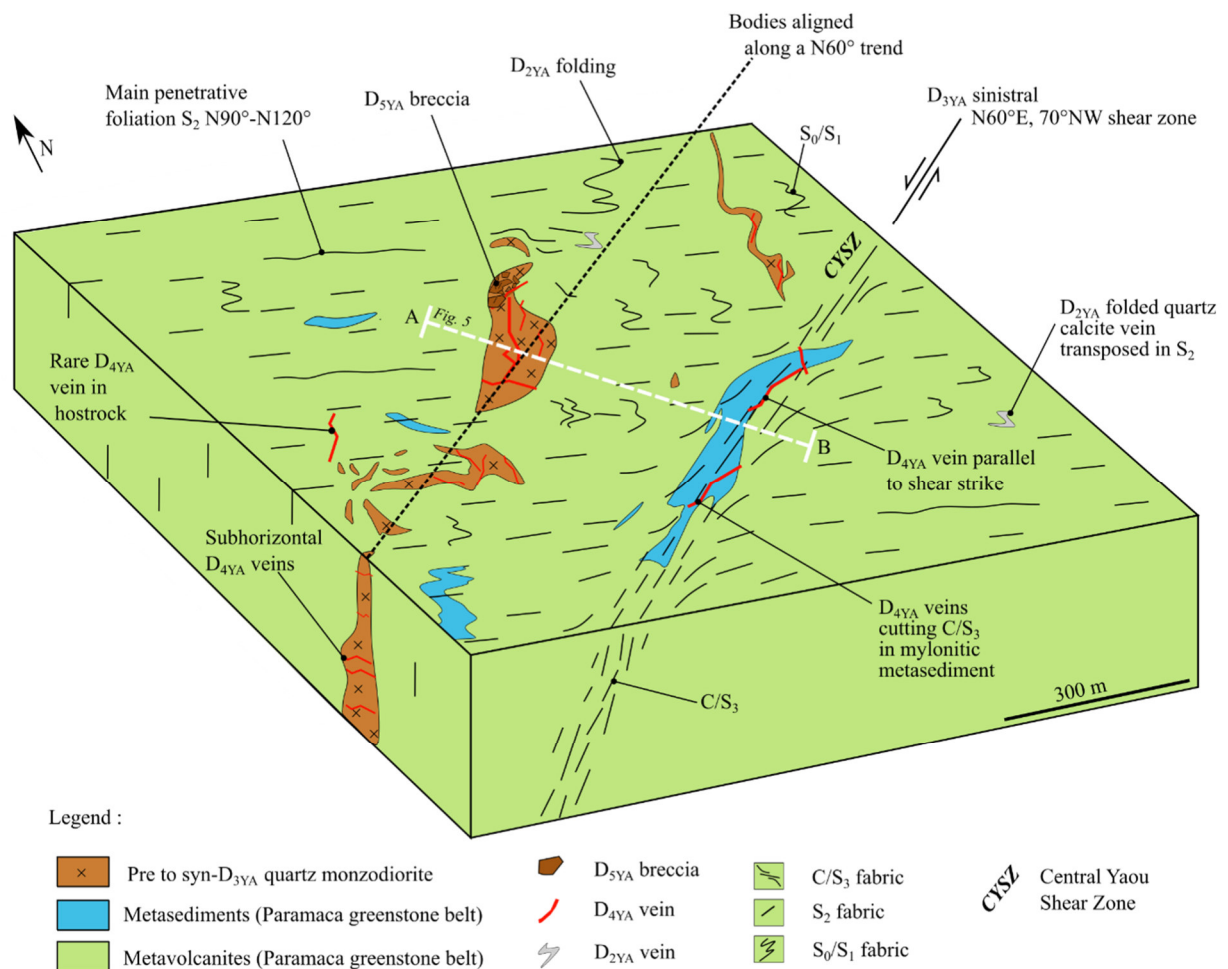 Bodies aligned
along a N60° trend
D2YA folding
D5YA breccia
Main penetrative
foliation S2 N90°-N120°
D3YA sinistral
N60°E, 70°NW shear zone
S0/S1
N
CYSZ
A
Fig. 5
B
D2YA folded quartz
calcite vein
transposed in S2
Rare D4YA
vein in
hostrock
D4YA vein parallel
to shear strike
Subhorizontal
D4YA veins
D4YA veins
cutting C/S3
in mylonitic
metasediment
C/S3
300 m
Legend :
Pre to syn-D3YA quartz monzodiorite
Metasediments (Paramaca greenstone belt)
Metavolcanites (Paramaca greenstone belt)
D5YA breccia
D4YA vein
D2YA vein
C/S3 fabric
S2 fabric
S0/S1 fabric
CYSZ
Central Yaou
Shear Zone